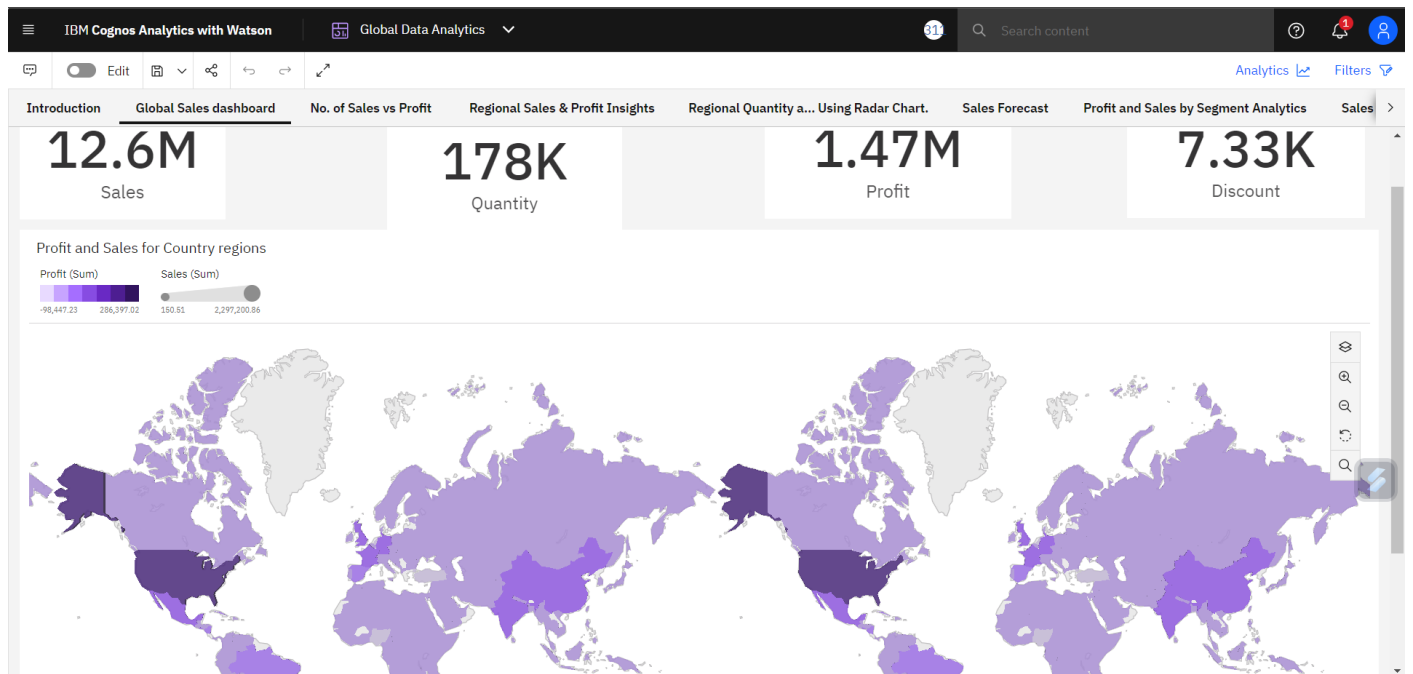 IBM Cognos Analytics with Watson
Global Data Analytics
311
Search content
1
Edit
Analytics
Filters
Introduction
Global Sales dashboard
No. of Sales vs Profit
Regional Sales & Profit Insights
Regional Quantity a... Using Radar Chart.
Sales Forecast
Profit and Sales by Segment Analytics
Sales
12.6M
Sales
178K
Quantity
1.47M
Profit
7.33K
Discount
Profit and Sales for Country regions
Profit (Sum)
-98,447.23 286,397.02
Sales (Sum)
150.51 2,297,200.86